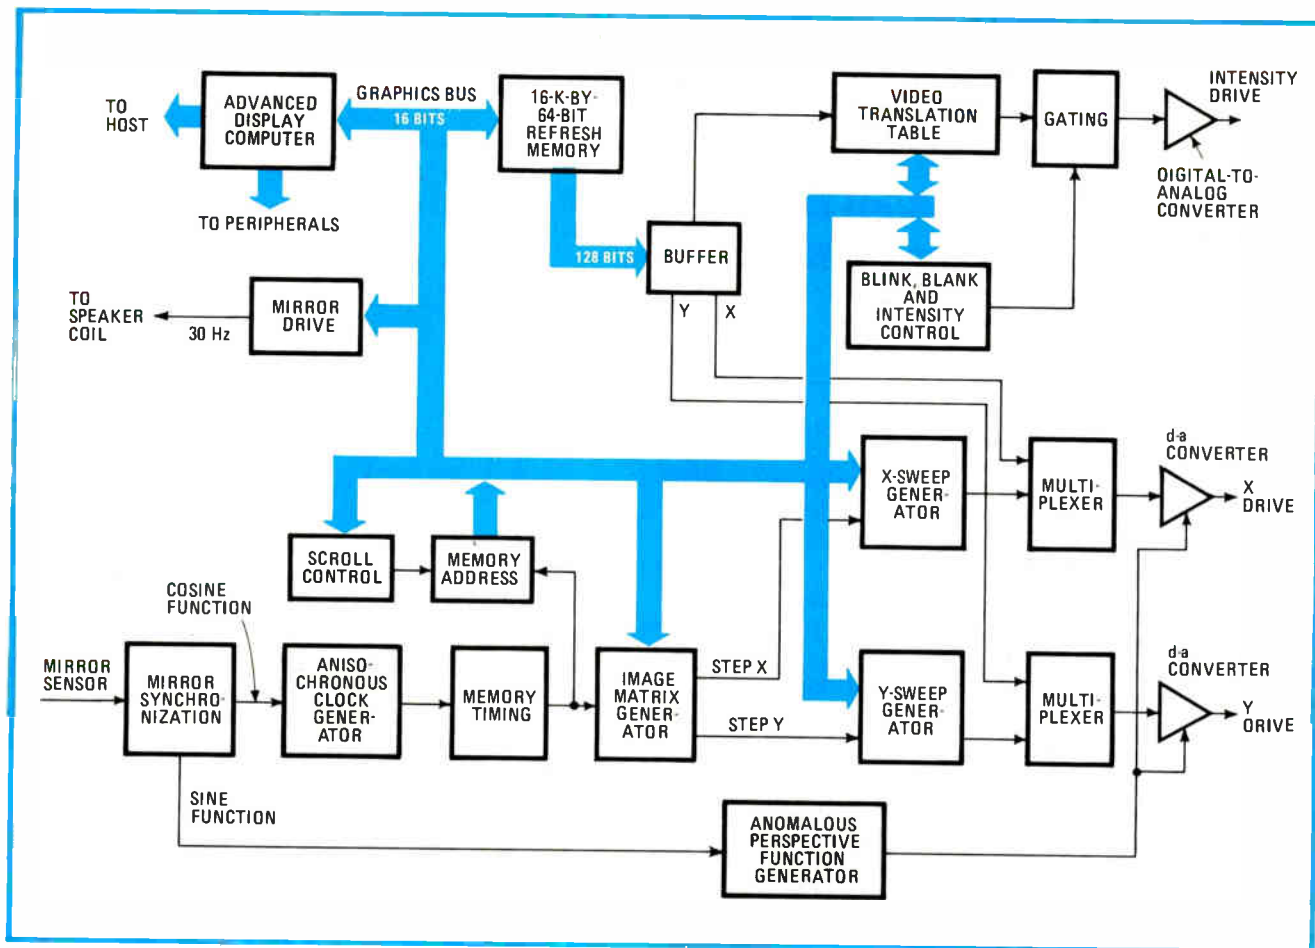 TO
HOST
ADVANCED
DISPLAY
COMPUTER
GRAPHICS BUS
16 BITS
16-K-BY-
64-BIT
REFRESH
MEMORY
VIDEO
TRANSLATION
TABLE
GATING
INTENSITY
DRIVE
DIGITAL-TO-
ANALOG
CONVERTER
TO PERIPHERALS
128 BITS
BUFFER
Y
X
BLINK, BLANK
AND
INTENSITY
CONTROL
TO
SPEAKER
COIL
30 Hz
MIRROR
DRIVE
X-SWEEP
GENER-
ATOR
MULTI-
PLEXER
d-a
CONVERTER
X
DRIVE
SCROLL
CONTROL
MEMORY
ADDRESS
COSINE
FUNCTION
MIRROR
SENSOR
MIRROR
SYNCHRO-
NIZATION
ANISO-
CHRONOUS
CLOCK
GENER-
ATOR
MEMORY
TIMING
IMAGE
MATRIX
GENER-
ATOR
STEP X
STEP Y
Y-SWEEP
GENER-
ATOR
MULTI-
PLEXER
d-a
CONVERTER
Y
DRIVE
SINE
FUNCTION
ANOMALOUS
PERSPECTIVE
FUNCTION
GENERATOR